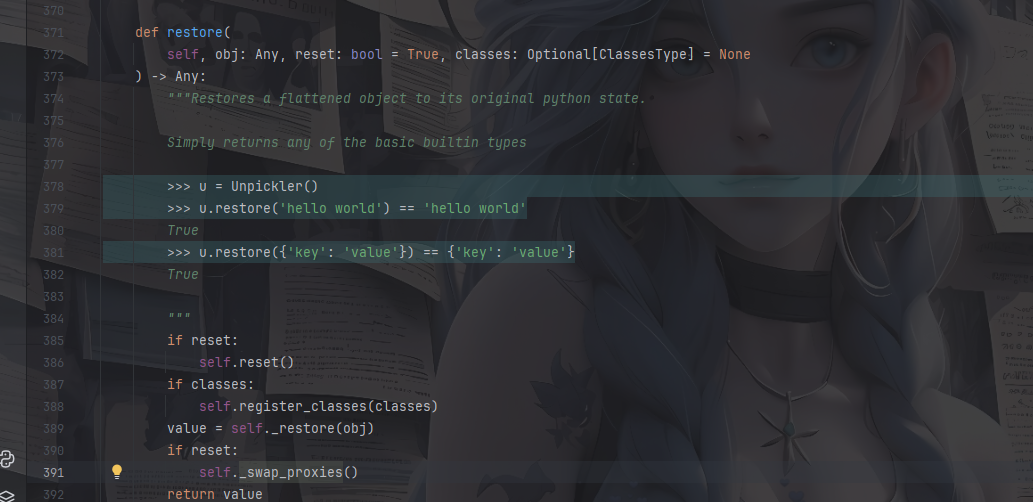 370
371 def restore(
372 self, obj: Any, reset: bool = True, classes: Optional[ClassesType] = None
373 ) -> Any:
374 """Restores a flattened object to its original python state.
375
376 Simply returns any of the basic builtin types
377
378 >>> u = Unpickler()
379 >>> u.restore('hello world') == 'hello world'
380 True
381 >>> u.restore({'key': 'value'}) == {'key': 'value'}
382 True
383
384 """
385 if reset:
386 self.reset()
387 if classes:
388 self.register_classes(classes)
389 value = self._restore(obj)
390 if reset:
391 self._swap_proxies()
392 return value